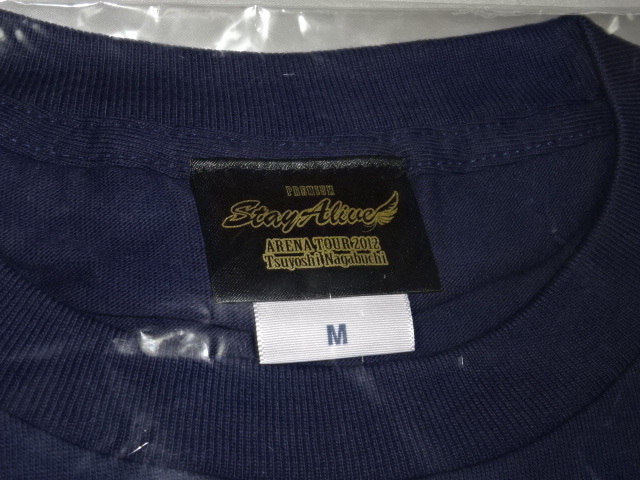 PREMIUM
Stay Alive
ARENA TOUR 2012
Tsuyoshi Nagabuchi
M